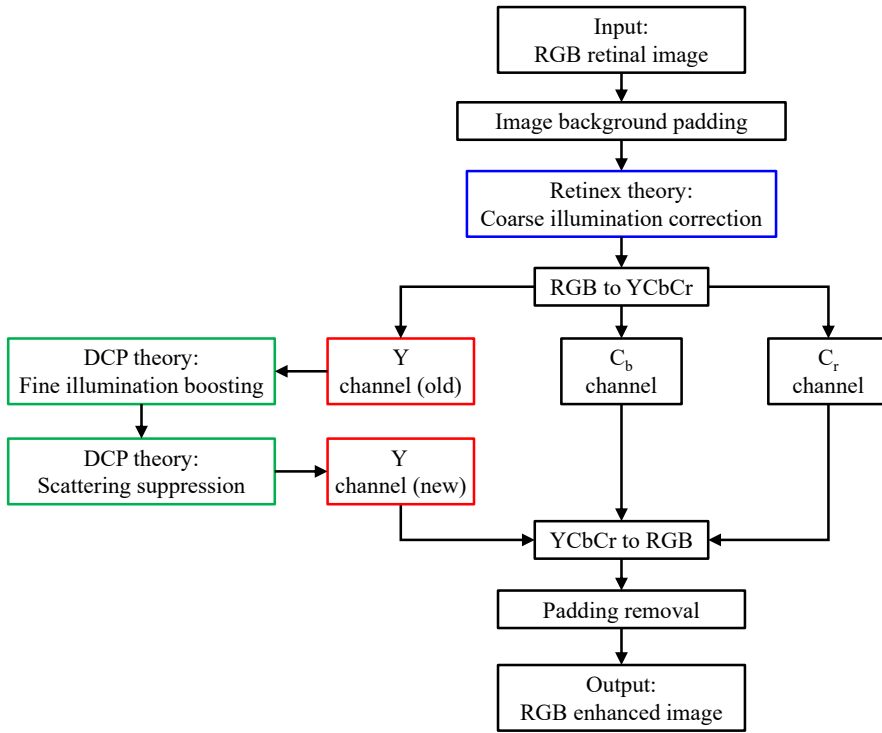 Input:
RGB retinal image
Image background padding
Retinex theory:
Coarse illumination correction
RGB to YCbCr
DCP theory:
Fine illumination boosting
Y
channel (old)
C_b
channel
C_r
channel
DCP theory:
Scattering suppression
Y
channel (new)
YCbCr to RGB
Padding removal
Output:
RGB enhanced image